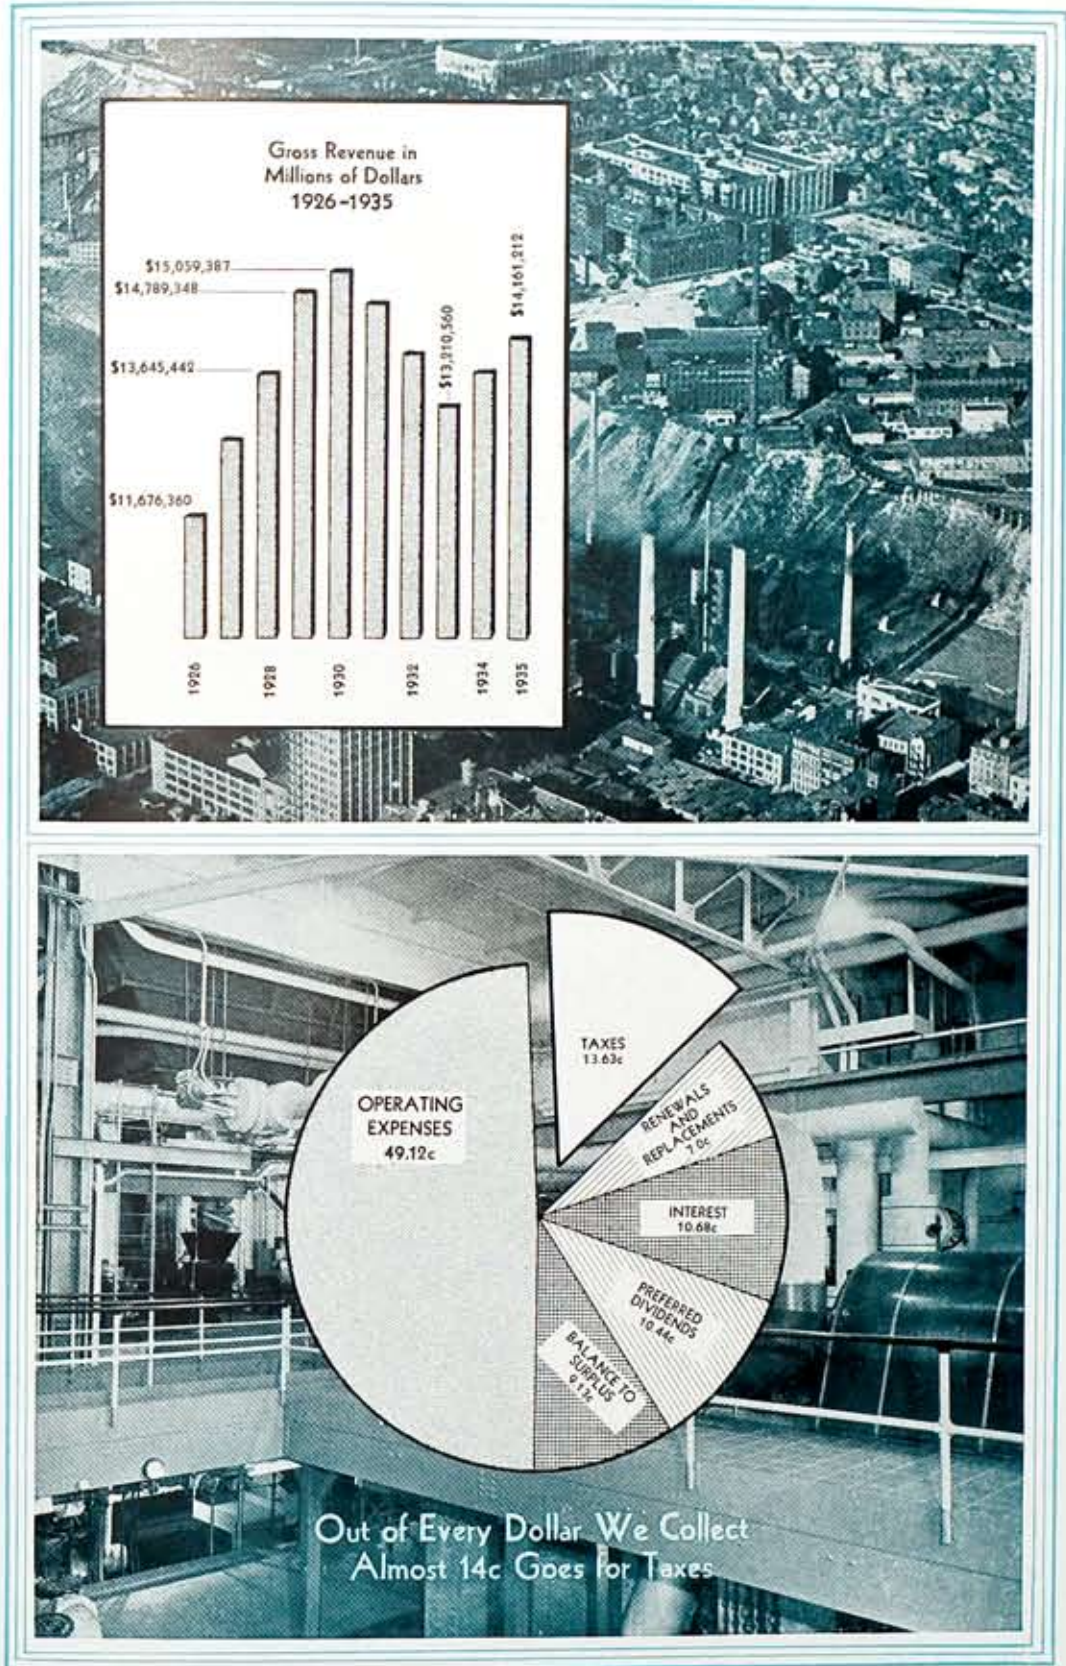 Gross Revenue in
Millions of Dollars
1926-1935
$15,059,387
$14,789,348
$13,645,442
$11,676,360
$13,210,560
$14,161,212
1926
1928
1930
1932
1934
1935
TAXES
13.63c
RENEWALS
AND
REPLACEMENTS
7.0c
OPERATING
EXPENSES
49.12c
INTEREST
10.68c
PREFERRED
DIVIDENDS
10.44c
BALANCE TO
SURPLUS
9.13c
Out of Every Dollar We Collect
Almost 14c Goes for Taxes